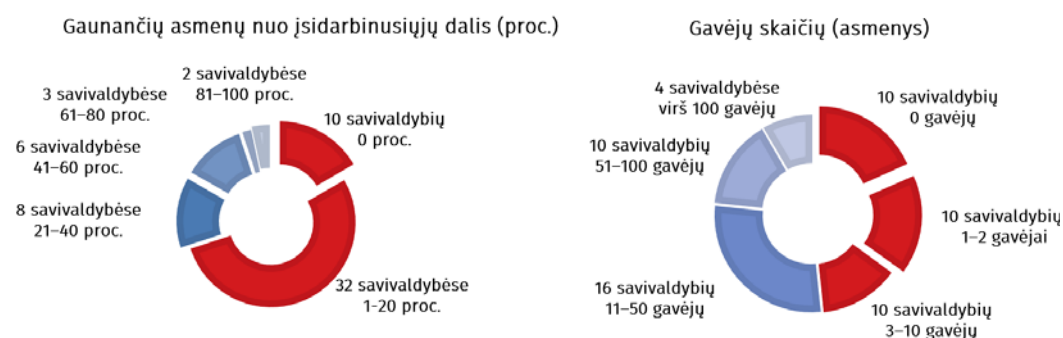 Gaunančių asmenų nuo įsidarbinusiųjų dalis (proc.)
2 savivaldybėse
81–100 proc.
3 savivaldybėse
61–80 proc.
10 savivaldybių
0 proc.
6 savivaldybėse
41–60 proc.
8 savivaldybėse
21–40 proc.
32 savivaldybėse
1-20 proc.
Gavėjų skaičių (asmenys)
4 savivaldybėse
virš 100 gavėjų
10 savivaldybių
0 gavėjų
10 savivaldybių
51–100 gavėjų
10 savivaldybių
1–2 gavėjai
16 savivaldybių
11–50 gavėjų
10 savivaldybių
3–10 gavėjų